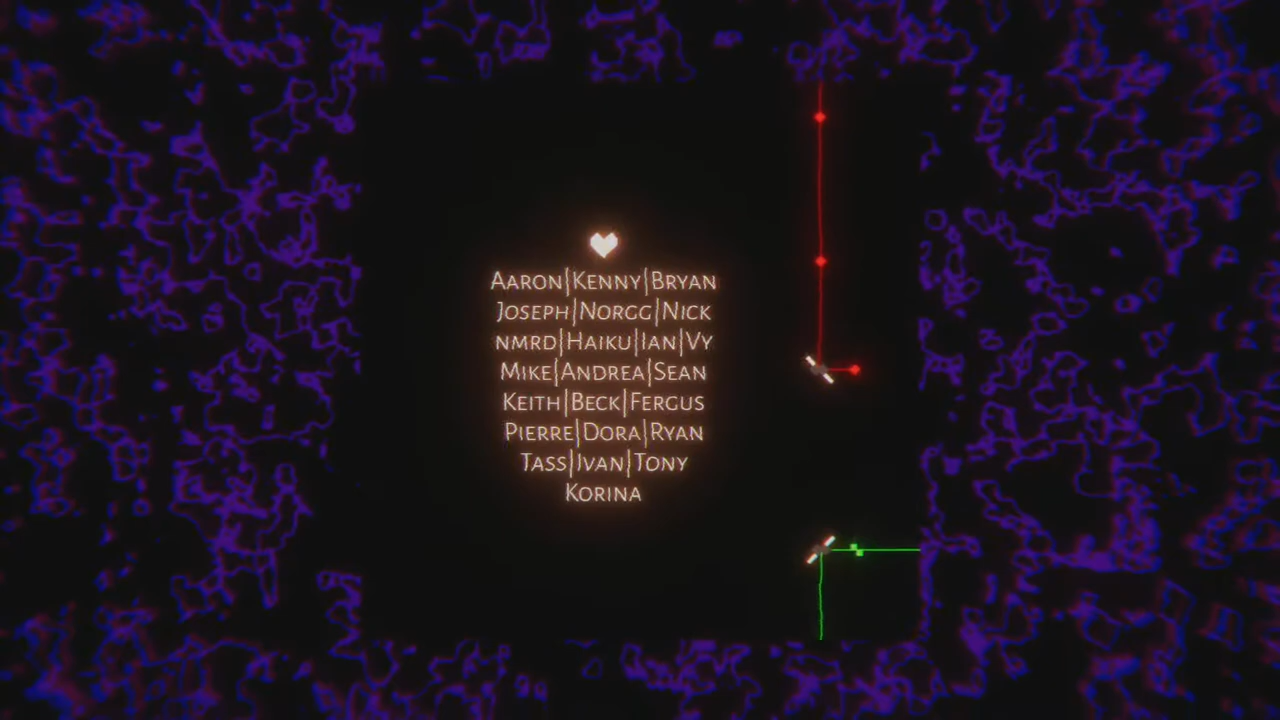 Aaron|Kenny|Bryan
Joseph|Norgg|Nick
nmrd|Haiku|Ian|Vy
Mike|Andrea|Sean
Keith|Beck|Fergus
Pierre|Dora|Ryan
Tass|Ivan|Tony
Korina